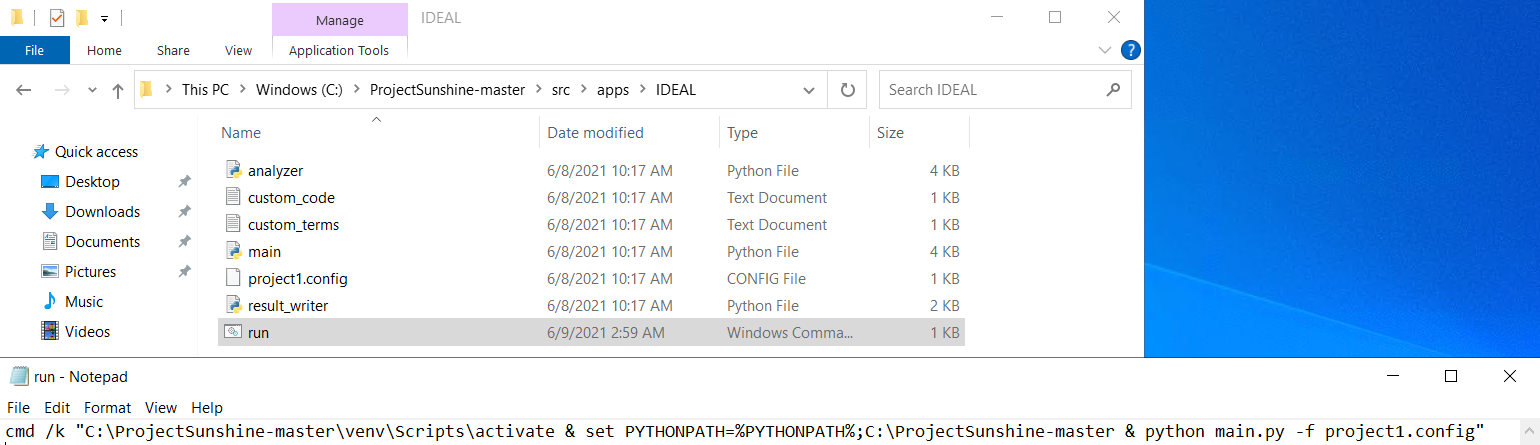 Manage
IDEAL
File
Home
Share
View
Application Tools
?
This PC
Windows (C:)
ProjectSunshine-master
src
apps
IDEAL
Search IDEAL
Name
Date modified
Type
Size
Quick access
Desktop
Downloads
Documents
Pictures
Music
Videos
analyzer 6/8/2021 10:17 AM Python File 4 KB
custom_code 6/8/2021 10:17 AM Text Document 1 KB
custom_terms 6/8/2021 10:17 AM Text Document 1 KB
main 6/8/2021 10:17 AM Python File 4 KB
project1.config 6/8/2021 10:17 AM CONFIG File 1 KB
result_writer 6/8/2021 10:17 AM Python File 2 KB
run 6/9/2021 2:59 AM Windows Comma... 1 KB
run - Notepad
File Edit Format View Help
cmd /k "C:\ProjectSunshine-master\venv\Scripts\activate & set PYTHONPATH=%PYTHONPATH%;C:\ProjectSunshine-master & python main.py -f project1.config"